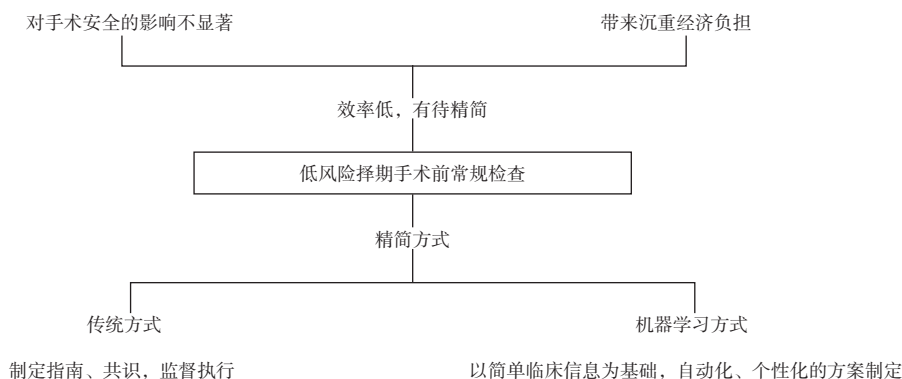 对手术安全的影响不显著
带来沉重经济负担
效率低，有待精简
低风险择期手术前常规检查
精简方式
传统方式
机器学习方式
制定指南、共识，监督执行
以简单临床信息为基础，自动化、个性化的方案制定